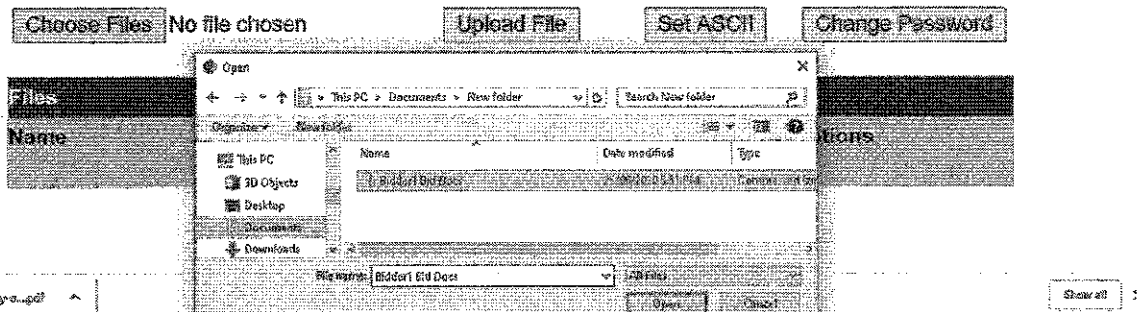 Choose Files No file chosen Upload File Set ASCII Change Password
Open
Files
This PC > Documents > New folder
Search New folder
Organize New folder
Name
Name Date modified Type
This PC
3D Objects
Bidder1 Bid Docs
Desktop
Documents
Downloads
File name: Bidder1 Bid Docs
All Files
Open Cancel
Show all